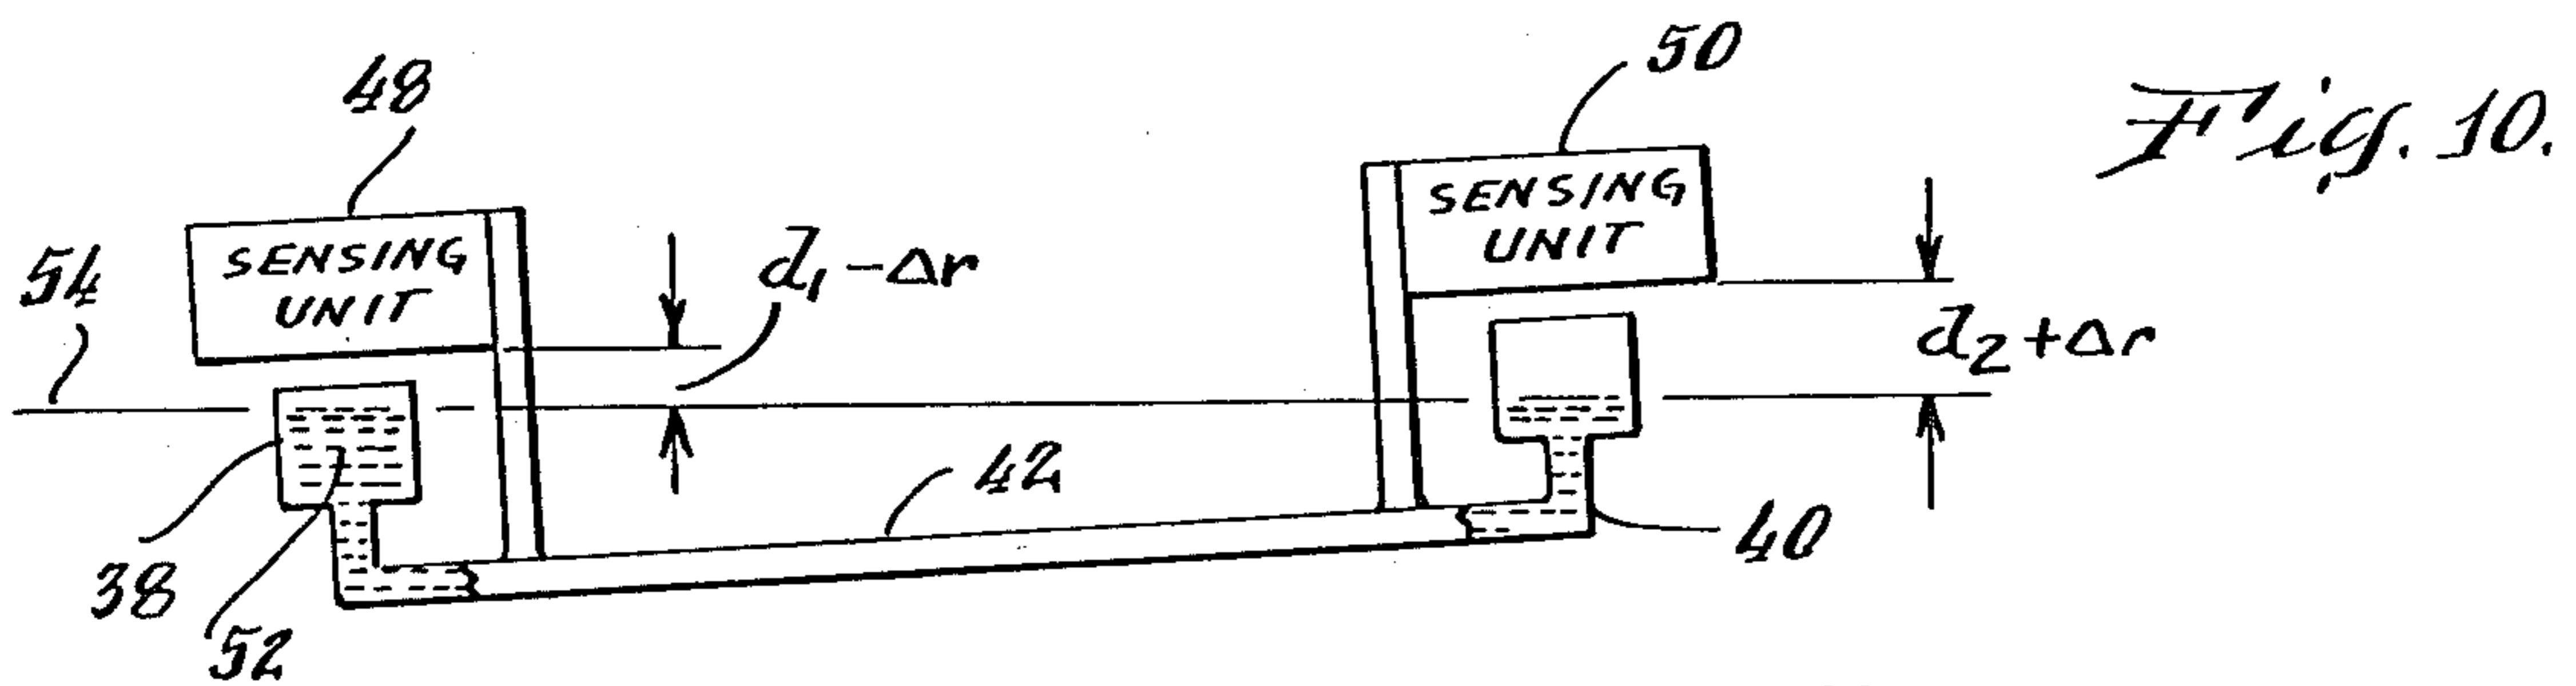 Fig. 10.
48
50
54
SENSING
UNIT
d₁ - Δr
SENSING
UNIT
d₂ + Δr
42
38
52
40